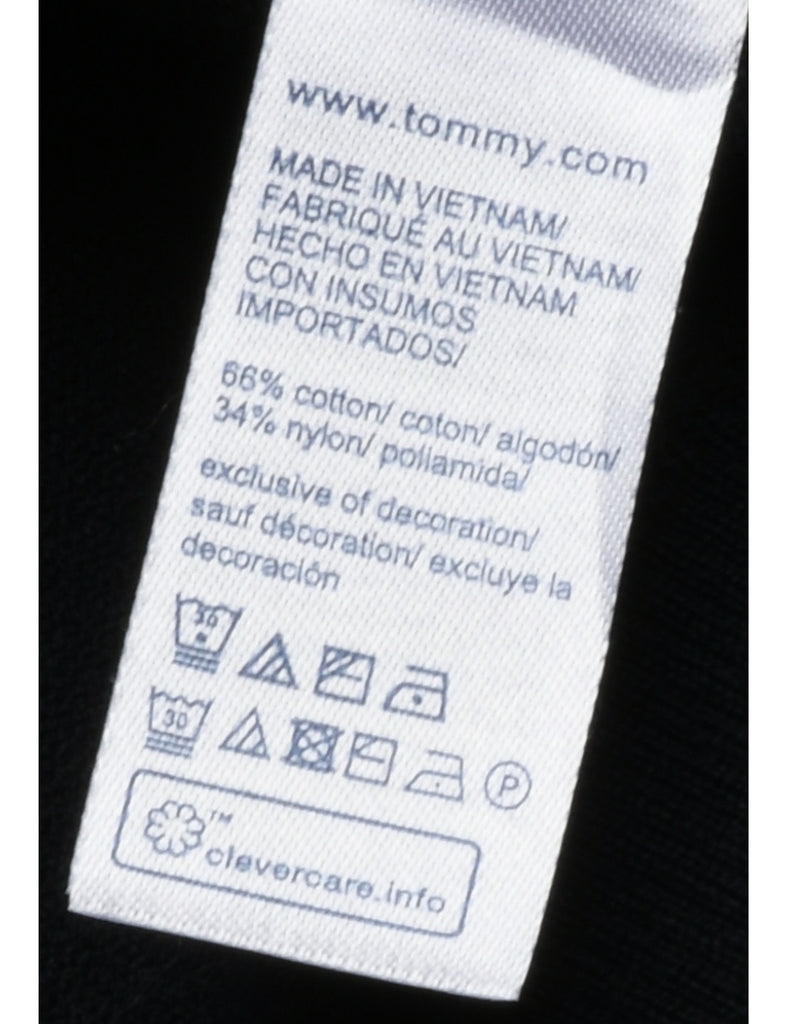 www.tommy.com
MADE IN VIETNAM/
FABRIQUÉ AU VIETNAM/
HECHO EN VIETNAM
CON INSUMOS
IMPORTADOS/
66% cotton/ coton/ algodón/
34% nylon/ poliamida/
exclusive of decoration/
sauf décoration/ excluye la
decoración
30
30 P
™
clevercare.info